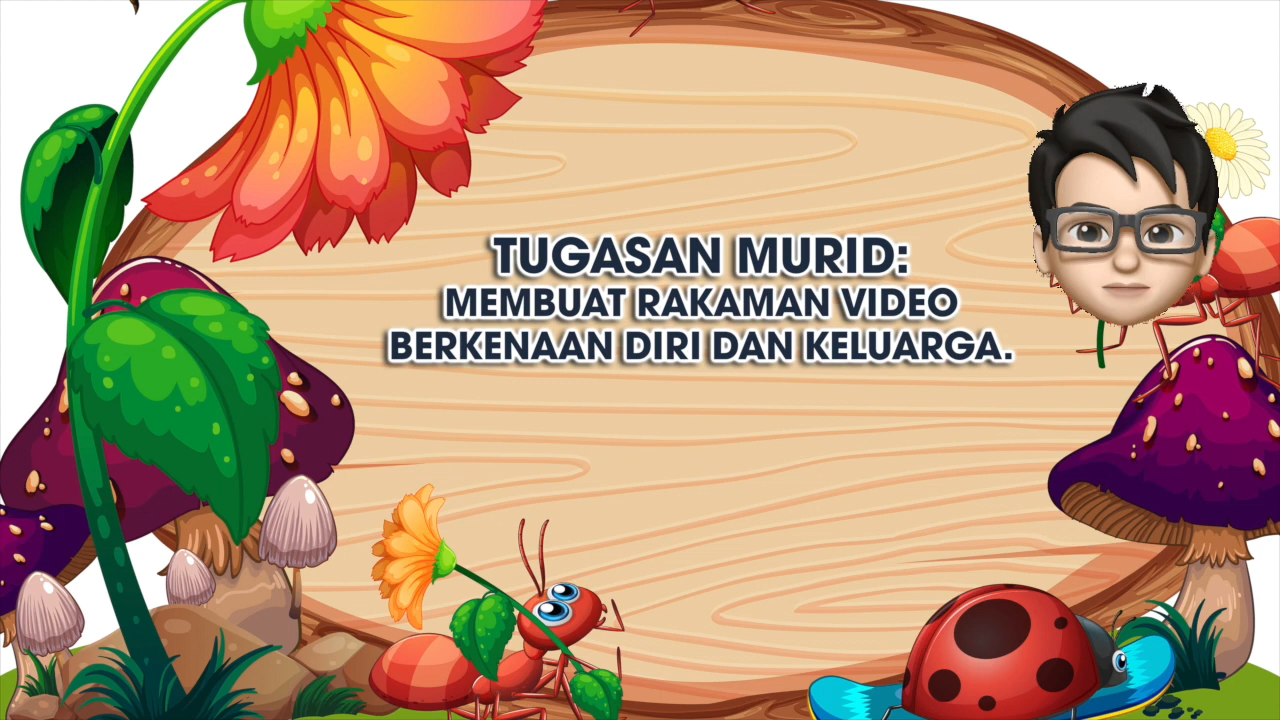 TUGASAN MURID:
MEMBUAT RAKAMAN VIDEO
BERKENAAN DIRI DAN KELUARGA.